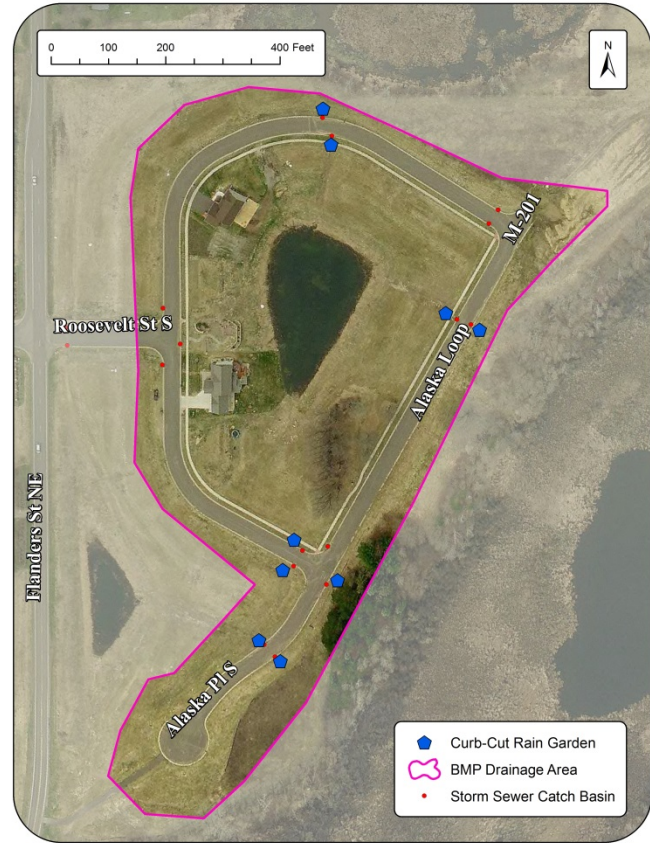 0 200 400 Feet
N
M-201
Roosevelt St S
Alaska Loop
Flanders St NE
Alaska Pl S
Curb-Cut Rain Garden
BMP Drainage Area
Storm Sewer Catch Basin